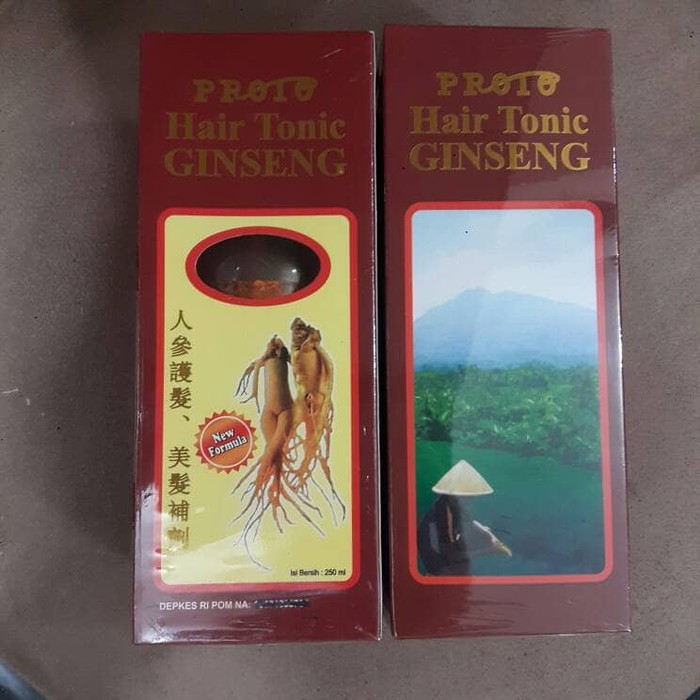 PROTO
Hair Tonic
GINSENG
人參護髮、美髮補劑
New
Formula
Isi Bersih : 250 ml
DEPKES RI POM NA:
PROTO
Hair Tonic
GINSENG